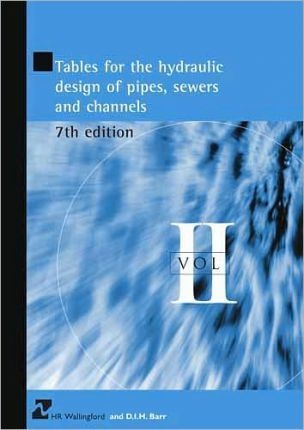 Tables for the hydraulic
design of pipes, sewers
and channels
7th edition
II
VOL
HR Wallingford and D.I.H. Barr